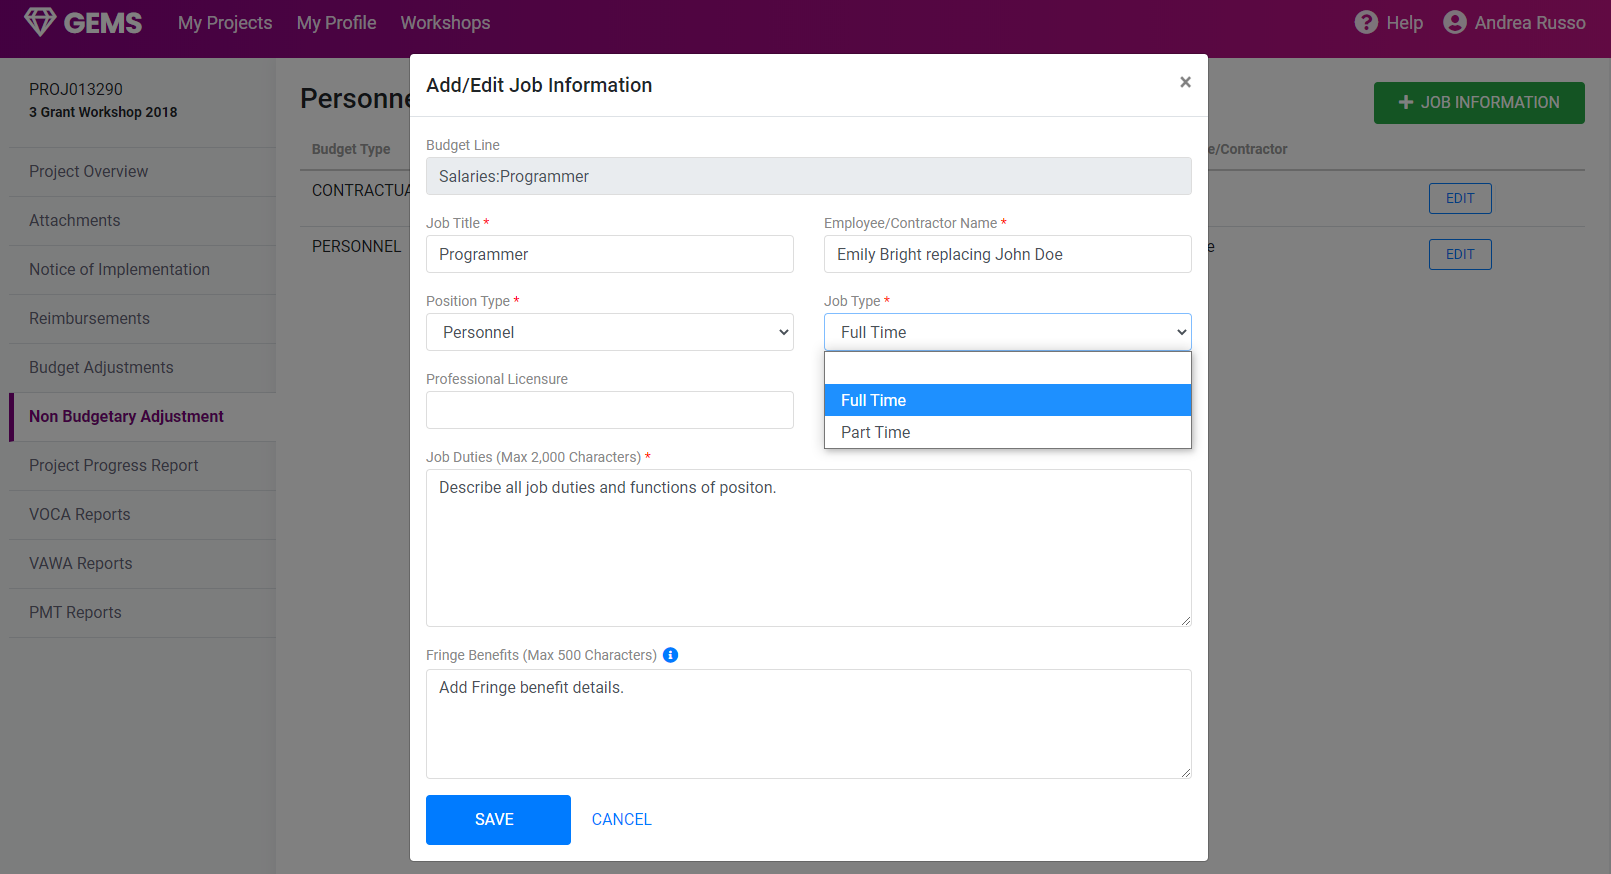 GEMS My Projects My Profile Workshops Help Andrea Russo
PROJ013290
3 Grant Workshop 2018
Project Overview
Attachments
Notice of Implementation
Reimbursements
Budget Adjustments
Non Budgetary Adjustment
Project Progress Report
VOCA Reports
VAWA Reports
PMT Reports
Personne
JOB INFORMATION
Budget Type e/Contractor
CONTRACTUA EDIT
PERSONNEL e EDIT
Add/Edit Job Information ×
Budget Line
Salaries:Programmer
Job Title * Employee/Contractor Name *
Programmer Emily Bright replacing John Doe
Position Type * Job Type *
Personnel Full Time
Full Time
Part Time
Professional Licensure
Job Duties (Max 2,000 Characters) *
Describe all job duties and functions of positon.
Fringe Benefits (Max 500 Characters)
Add Fringe benefit details.
SAVE CANCEL